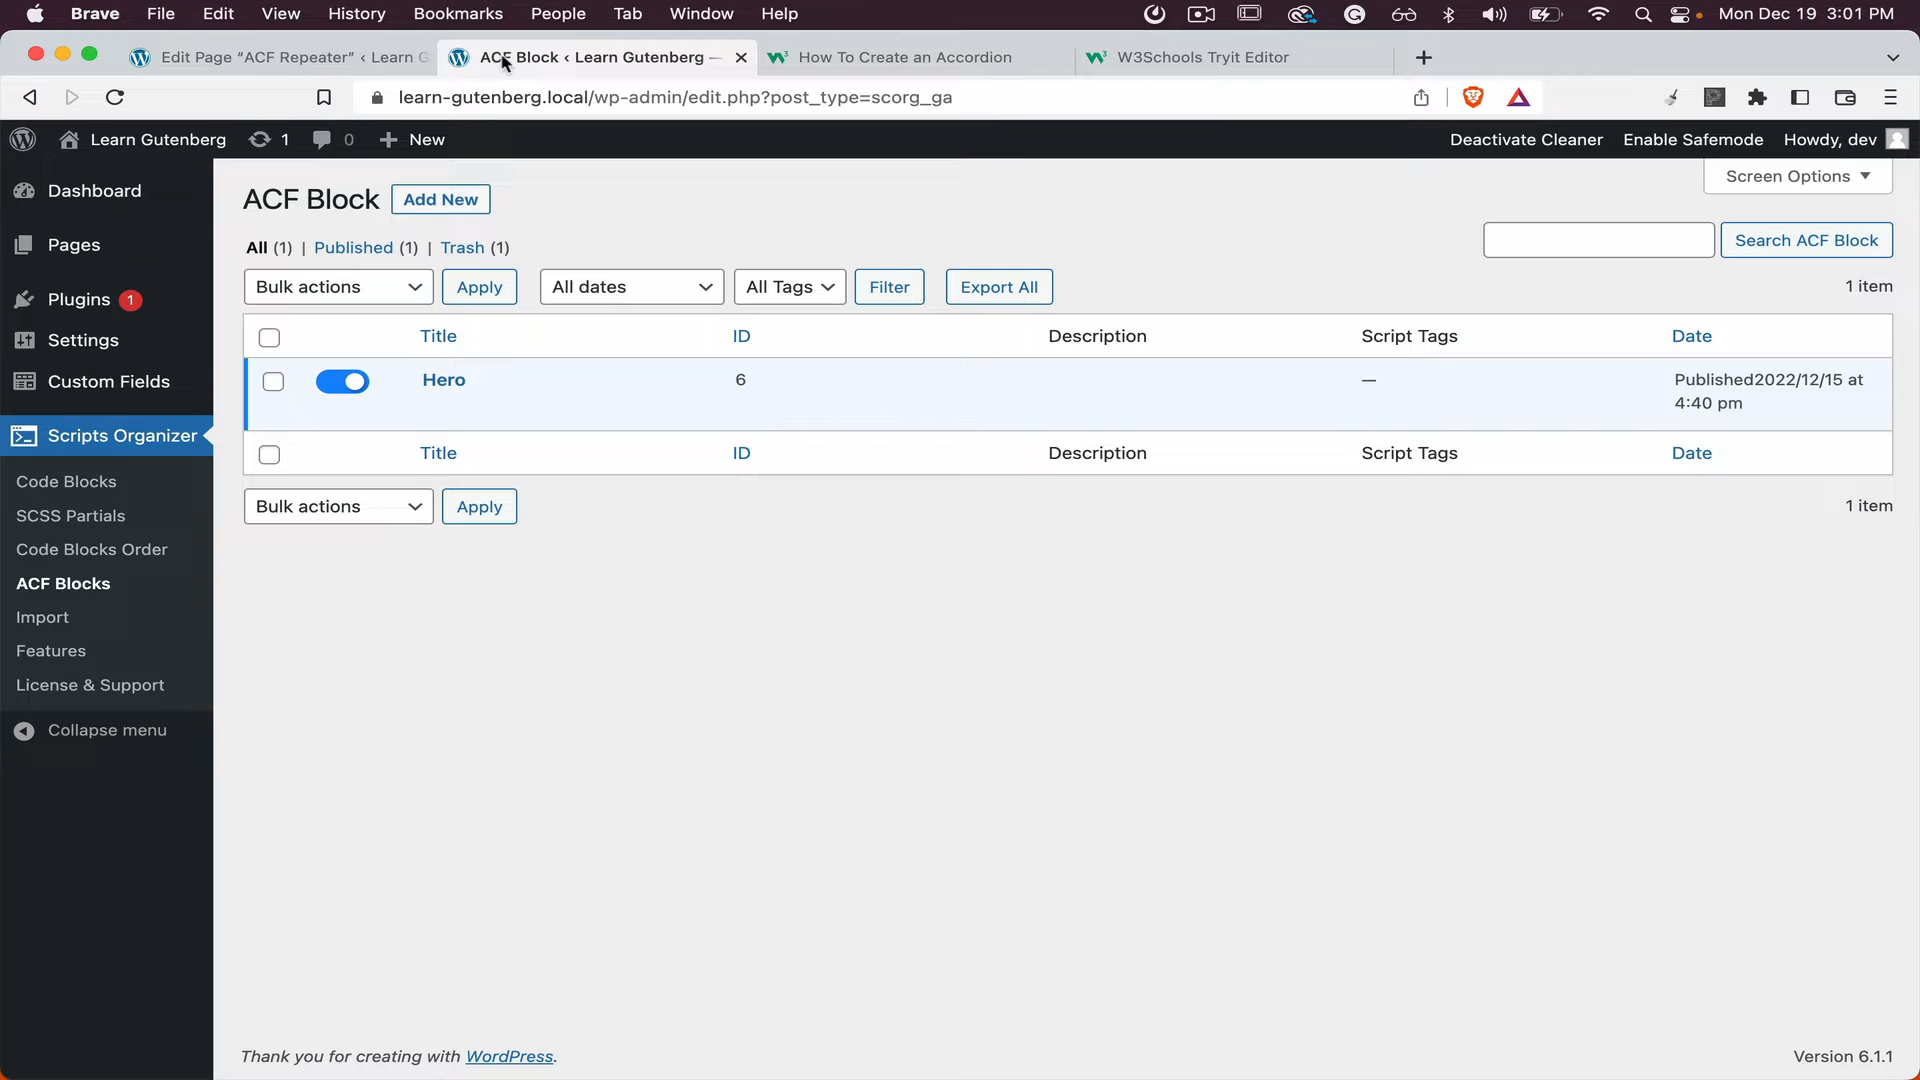 Brave File Edit View History Bookmarks People Tab Window Help Mon Dec 19 3:01 PM
Edit Page “ACF Repeater” ‹ Learn G ACF Block ‹ Learn Gutenberg — How To Create an Accordion W3Schools Tryit Editor
learn-gutenberg.local/wp-admin/edit.php?post_type=scorg_ga
Learn Gutenberg 1 0 New Deactivate Cleaner Enable Safemode Howdy, dev
Screen Options
Dashboard
Pages
Plugins 1
Settings
Custom Fields
Scripts Organizer
Code Blocks
SCSS Partials
Code Blocks Order
ACF Blocks
Import
Features
License & Support
Collapse menu
ACF Block Add New
All (1) | Published (1) | Trash (1)
Search ACF Block
Bulk actions Apply All dates All Tags Filter Export All 1 item
Title ID Description Script Tags Date
Hero 6 — Published2022/12/15 at
4:40 pm
Title ID Description Script Tags Date
Bulk actions Apply 1 item
Thank you for creating with WordPress. Version 6.1.1